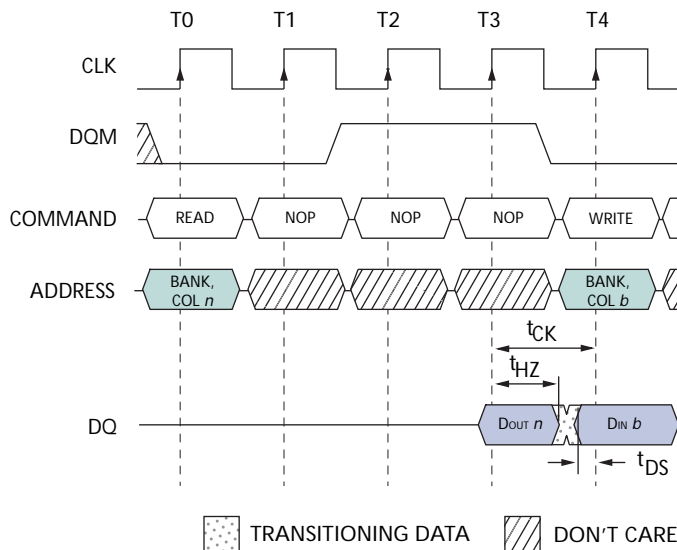 T0 T1 T2 T3 T4
CLK
DQM
COMMAND READ NOP NOP NOP WRITE
ADDRESS BANK, COL n BANK, COL b
tCK
tHZ
DQ DOUT n DIN b
tDS
TRANSITIONING DATA DON'T CARE